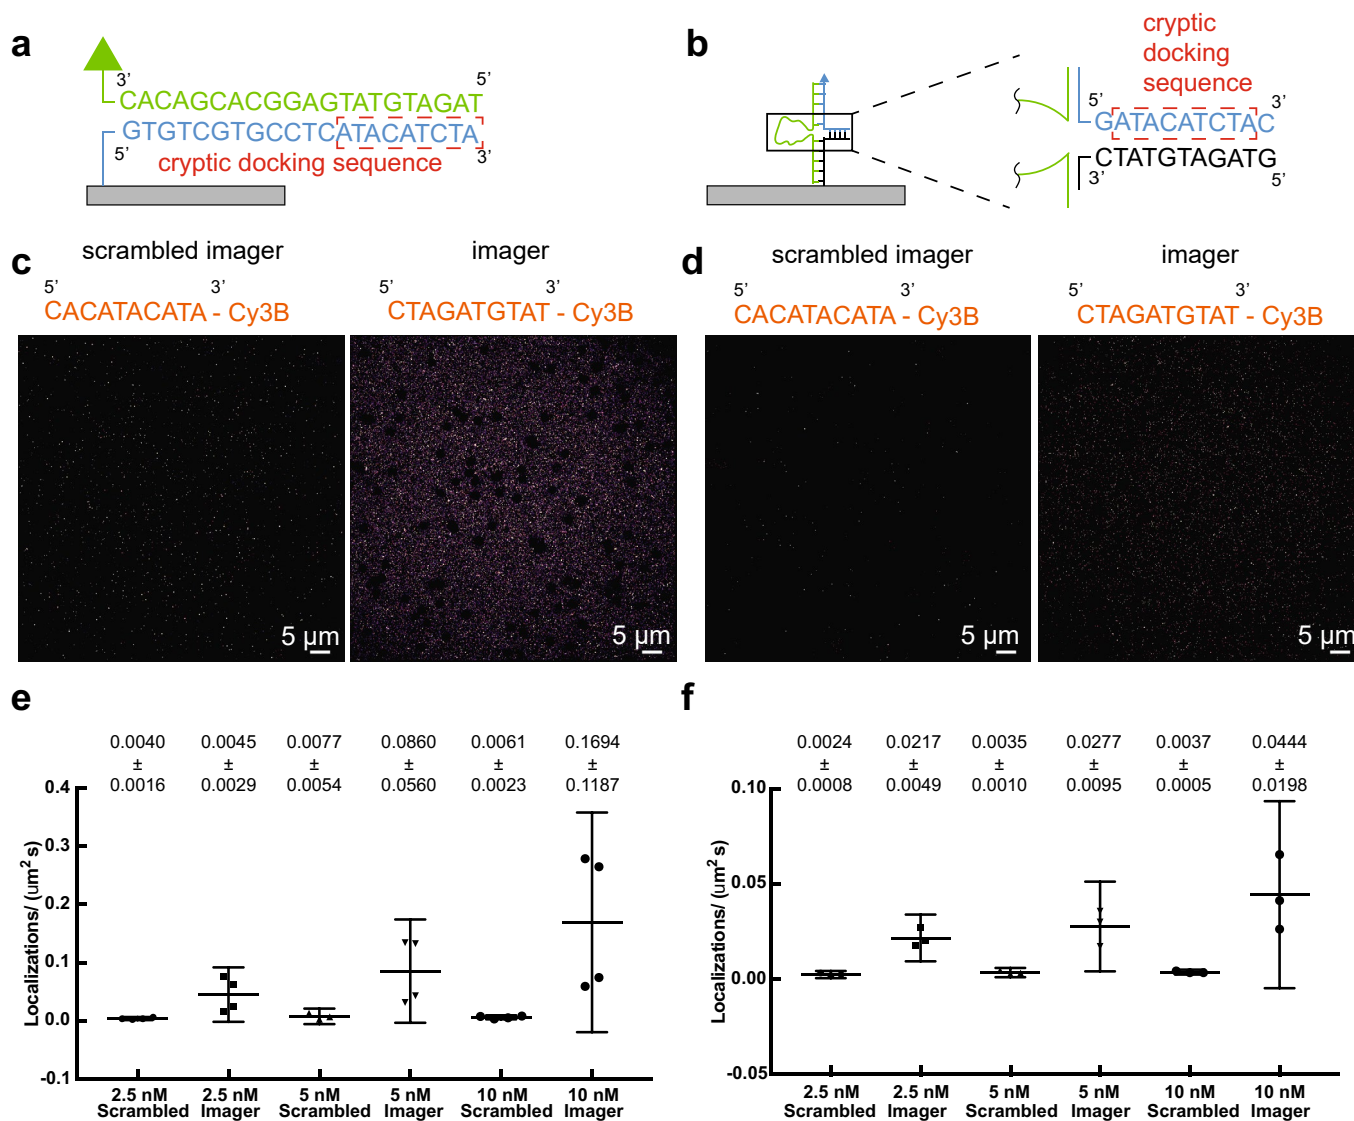 a
3’
5’
CACAGCACGGAGTATGTAGAT
GTGTCGTGCCTCATACATCTA
5’
cryptic docking sequence
3’
b
cryptic
docking
sequence
5’
3’
GATACATCTAC
CTATGTAGATG
3’
5’
c
scrambled imager
imager
5’
3’
5’
3’
CACATACATA - Cy3B
CTAGATGTAT - Cy3B
5 µm
5 µm
d
scrambled imager
imager
5’
3’
5’
3’
CACATACATA - Cy3B
CTAGATGTAT - Cy3B
5 µm
5 µm
e
0.0040 0.0045 0.0077 0.0860 0.0061 0.1694
± ± ± ± ± ±
0.0016 0.0029 0.0054 0.0560 0.0023 0.1187
Localizations/ (um² s)
0.4
0.3
0.2
0.1
0.0
-0.1
2.5 nM 2.5 nM 5 nM 5 nM 10 nM 10 nM
Scrambled Imager Scrambled Imager Scrambled Imager
f
0.0024 0.0217 0.0035 0.0277 0.0037 0.0444
± ± ± ± ± ±
0.0008 0.0049 0.0010 0.0095 0.0005 0.0198
Localizations/ (um² s)
0.10
0.05
0.00
-0.05
2.5 nM 2.5 nM 5 nM 5 nM 10 nM 10 nM
Scrambled Imager Scrambled Imager Scrambled Imager